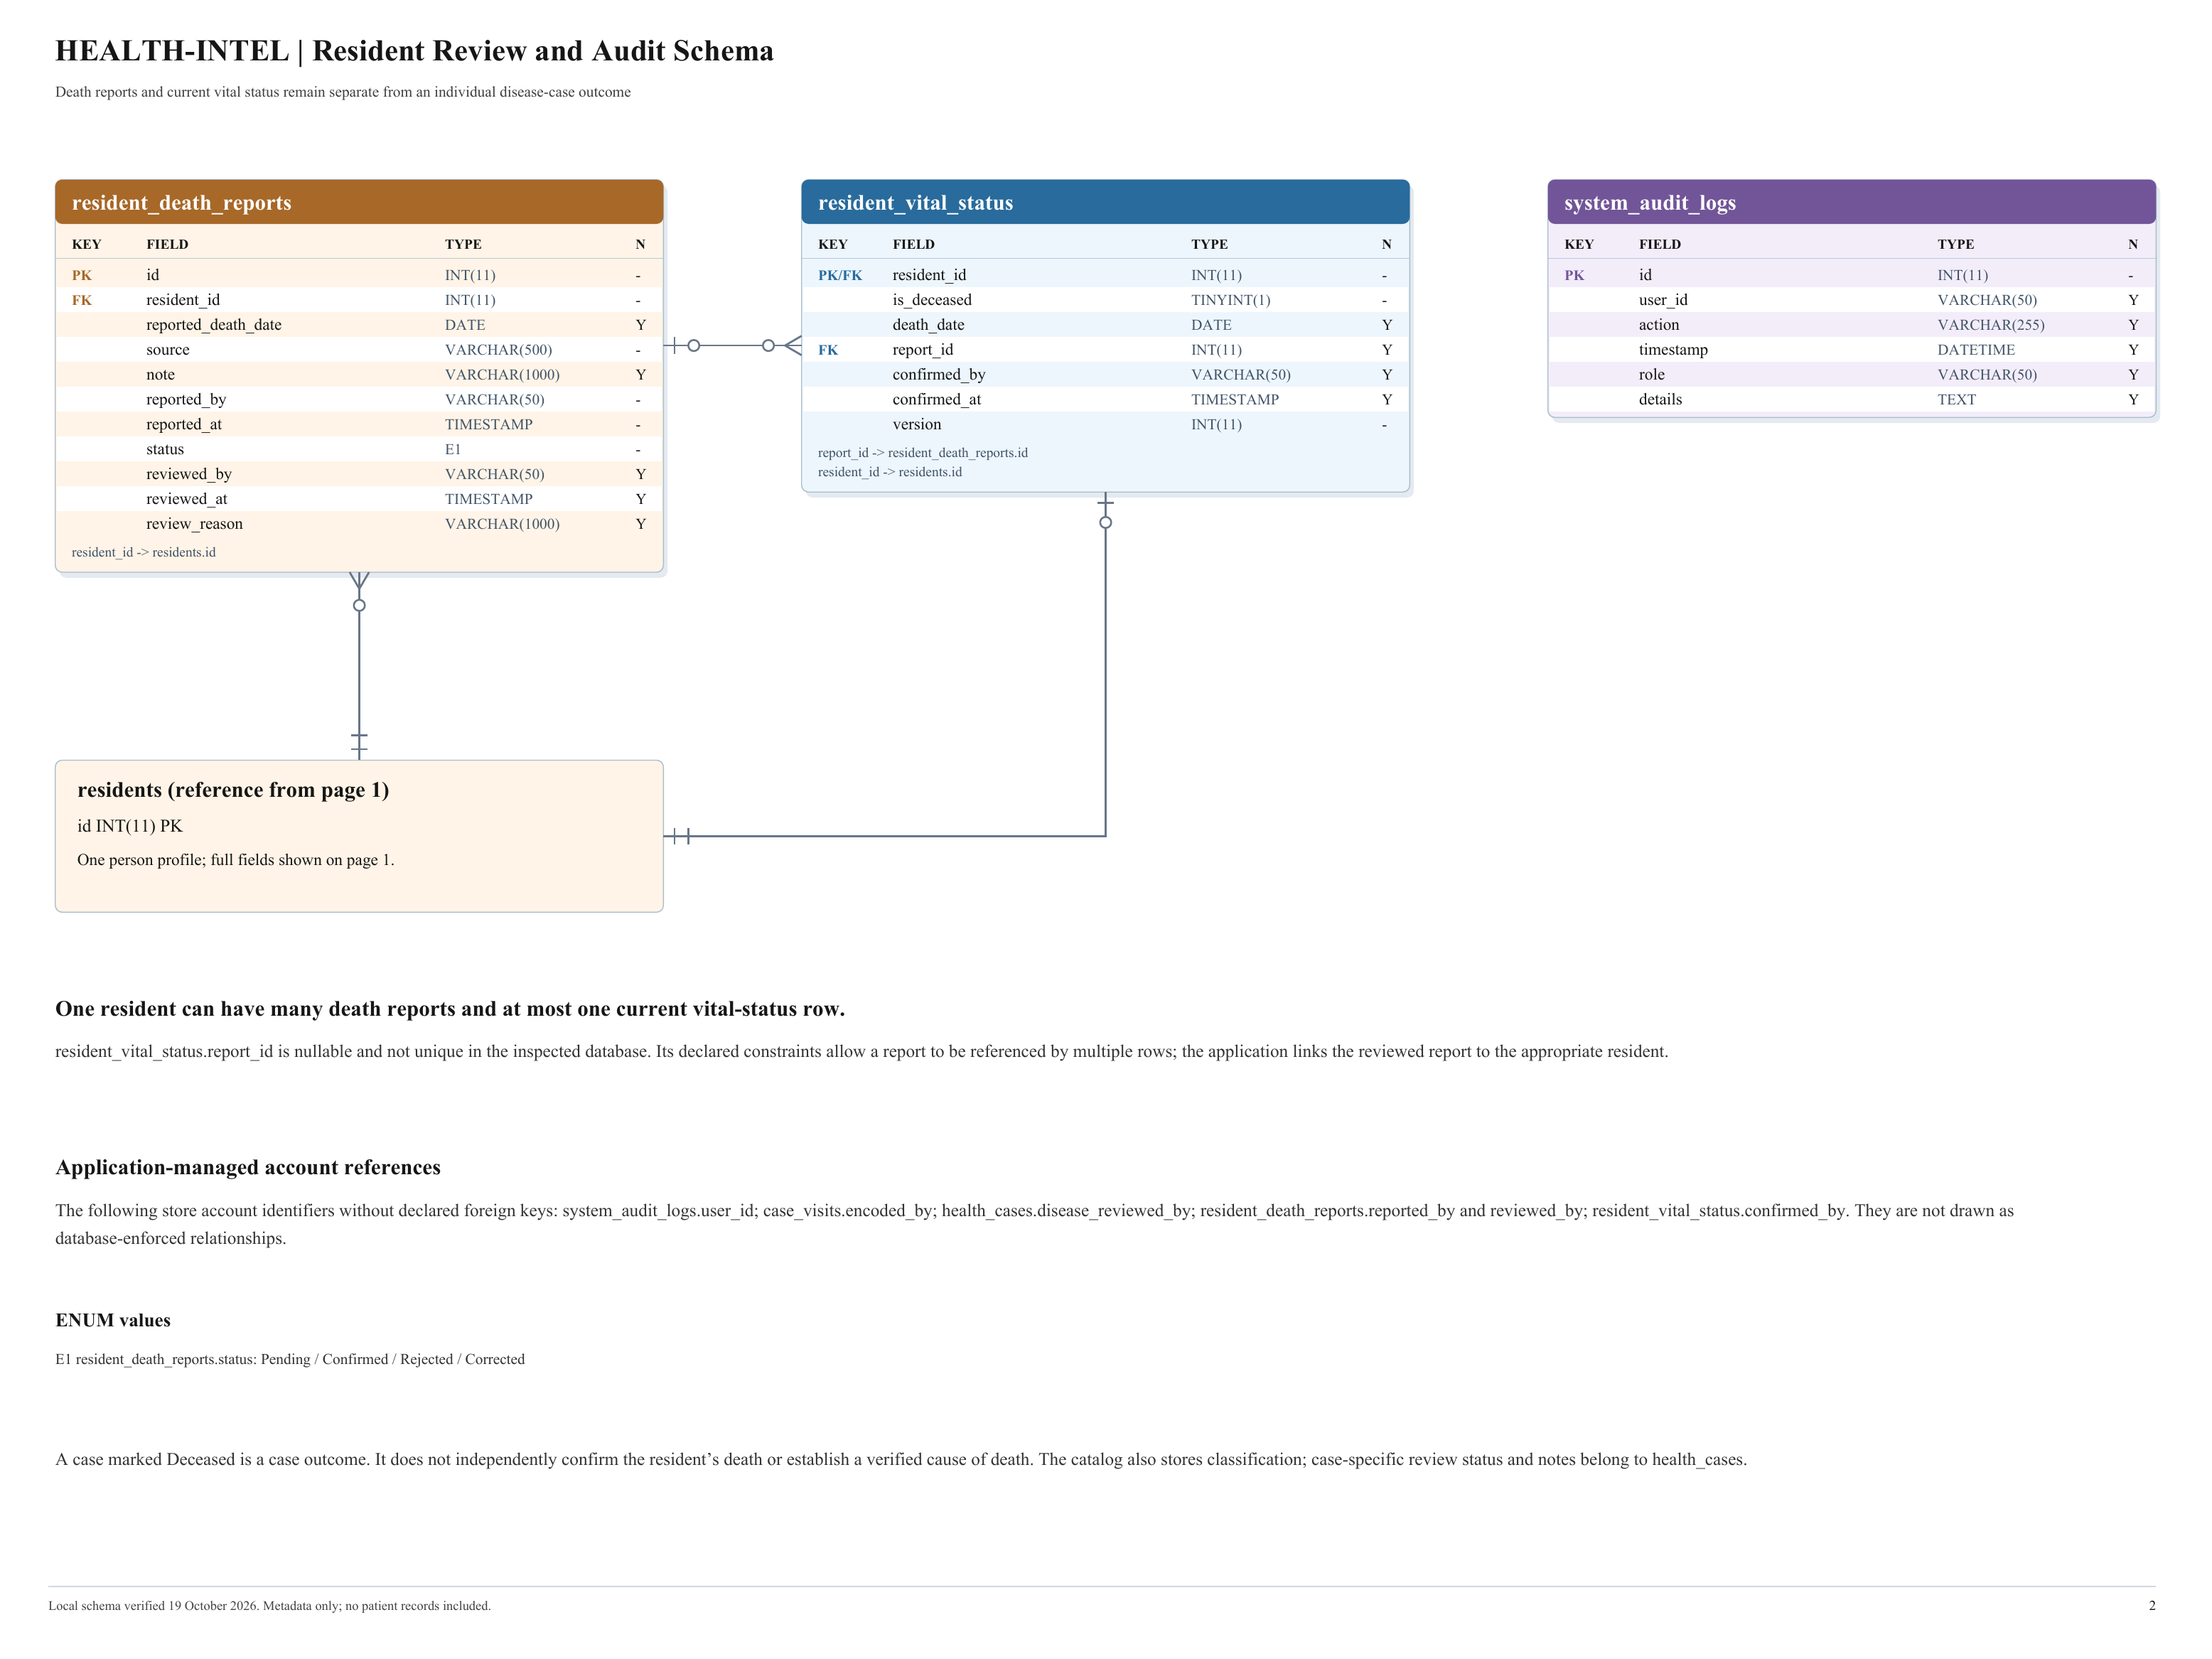 HEALTH-INTEL | Resident Review and Audit Schema
Death reports and current vital status remain separate from an individual disease-case outcome
resident_death_reports
KEY FIELD TYPE N
PK id INT(11) -
FK resident_id INT(11) -
reported_death_date DATE Y
source VARCHAR(500) -
note VARCHAR(1000) Y
reported_by VARCHAR(50) -
reported_at TIMESTAMP -
status E1 -
reviewed_by VARCHAR(50) Y
reviewed_at TIMESTAMP Y
review_reason VARCHAR(1000) Y
resident_id -> residents.id
resident_vital_status
KEY FIELD TYPE N
PK/FK resident_id INT(11) -
is_deceased TINYINT(1) -
death_date DATE Y
FK report_id INT(11) Y
confirmed_by VARCHAR(50) Y
confirmed_at TIMESTAMP Y
version INT(11) -
report_id -> resident_death_reports.id
resident_id -> residents.id
system_audit_logs
KEY FIELD TYPE N
PK id INT(11) -
user_id VARCHAR(50) Y
action VARCHAR(255) Y
timestamp DATETIME Y
role VARCHAR(50) Y
details TEXT Y
residents (reference from page 1)
id INT(11) PK
One person profile; full fields shown on page 1.
One resident can have many death reports and at most one current vital-status row.
resident_vital_status.report_id is nullable and not unique in the inspected database. Its declared constraints allow a report to be referenced by multiple rows; the application links the reviewed report to the appropriate resident.
Application-managed account references
The following store account identifiers without declared foreign keys: system_audit_logs.user_id; case_visits.encoded_by; health_cases.disease_reviewed_by; resident_death_reports.reported_by and reviewed_by; resident_vital_status.confirmed_by. They are not drawn as
database-enforced relationships.
ENUM values
E1 resident_death_reports.status: Pending / Confirmed / Rejected / Corrected
A case marked Deceased is a case outcome. It does not independently confirm the resident’s death or establish a verified cause of death. The catalog also stores classification; case-specific review status and notes belong to health_cases.
Local schema verified 19 October 2026. Metadata only; no patient records included.
2